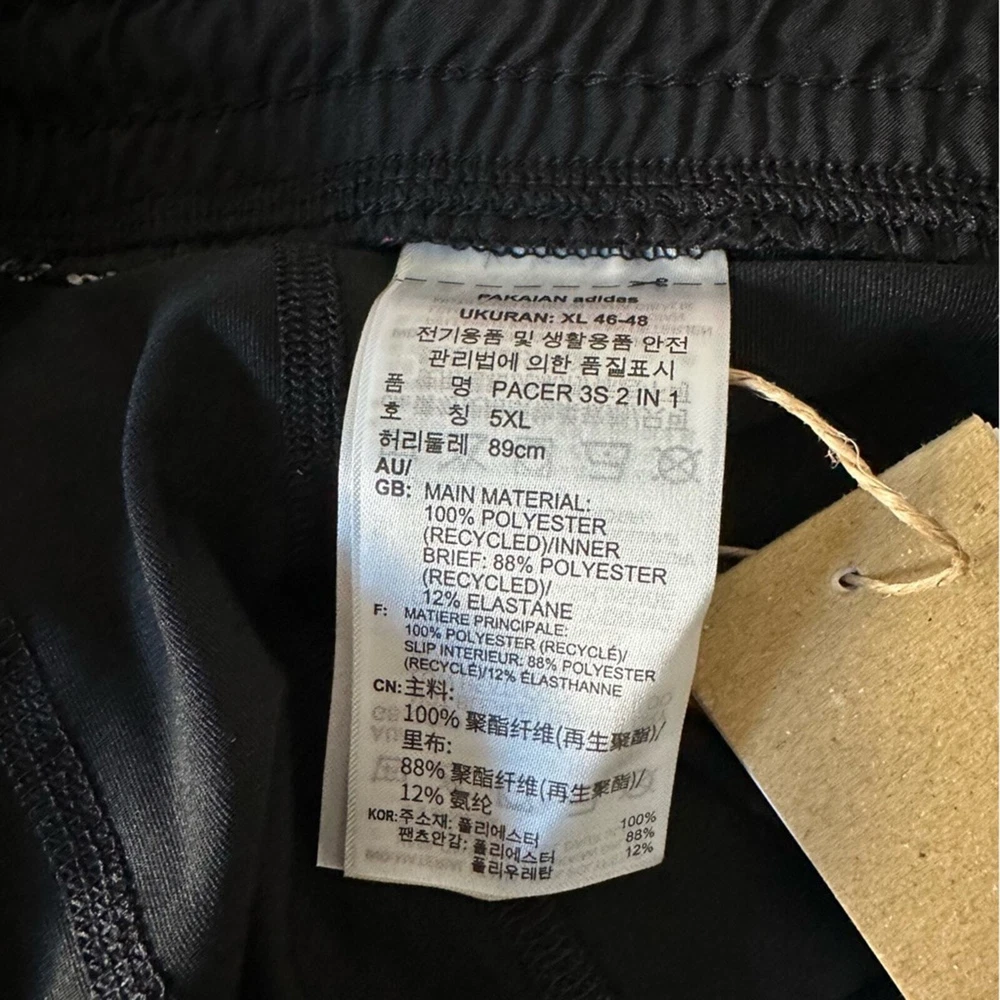 PAKAIAN adidas
UKURAN: XL 46-48
전기용품 및 생활용품 안전
관리법에 의한 품질표시
품 명 PACER 3S 2 IN 1
호 칭 5XL
허리둘레 89cm
AU/
GB: MAIN MATERIAL:
100% POLYESTER
(RECYCLED)/INNER
BRIEF: 88% POLYESTER
(RECYCLED)/
12% ELASTANE
F: MATIERE PRINCIPALE:
100% POLYESTER (RECYCLÉ)/
SLIP INTERIEUR: 88% POLYESTER
(RECYCLÉ)/12% ÉLASTHANNE
CN: 主料:
100% 聚酯纤维(再生聚酯)/
里布:
88% 聚酯纤维(再生聚酯)/
12% 氨纶
KOR: 주소재: 폴리에스터 100%
팬츠안감: 폴리에스터 88%
폴리우레탄 12%